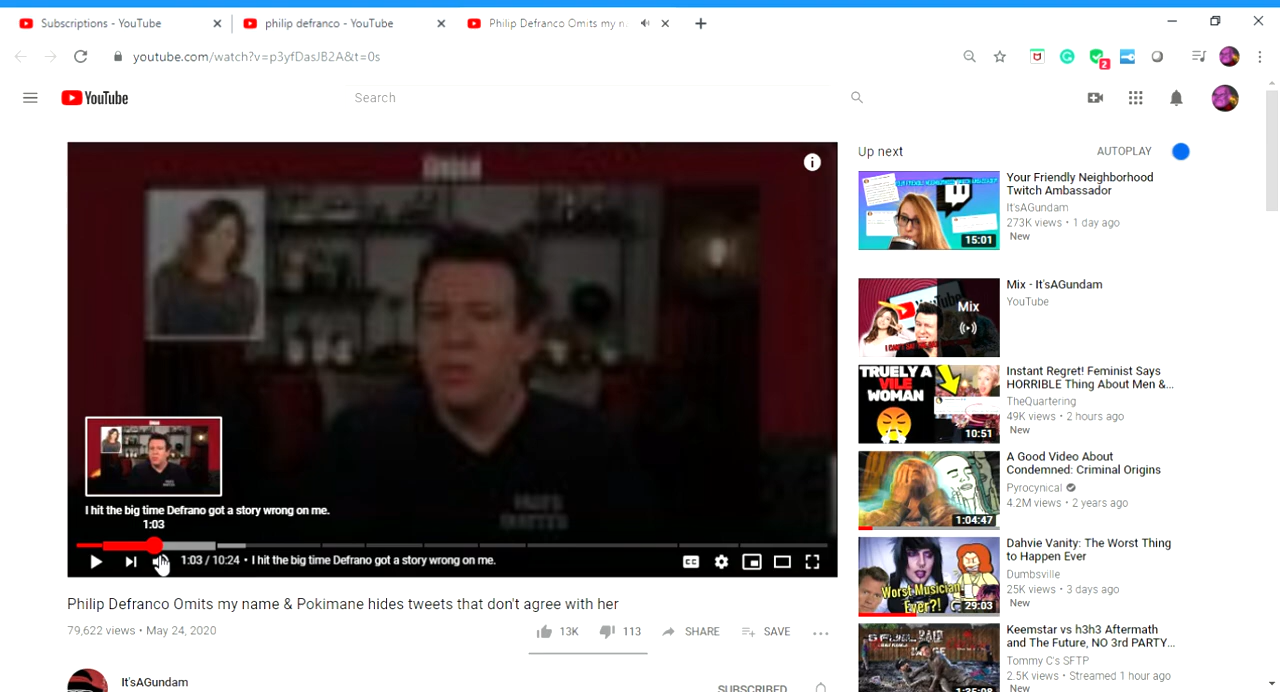 Subscriptions - YouTube
philip defranco - YouTube
Philip Defranco Omits my n
youtube.com/watch?v=p3yfDasJB2A&t=0s
2
YouTube
Search
Up next
AUTOPLAY
Your Friendly Neighborhood
Twitch Ambassador
It'sAGundam
273K views • 1 day ago
New
15:01
Mix - It'sAGundam
YouTube
Mix
TRUELY A
VILE
WOMAN
10:51
Instant Regret! Feminist Says
HORRIBLE Thing About Men &...
TheQuartering
49K views • 2 hours ago
New
A Good Video About
Condemned: Criminal Origins
Pyrocynical
4.2M views • 2 years ago
1:04:47
Dahvie Vanity: The Worst Thing
to Happen Ever
Dumbsville
25K views • 3 days ago
New
Worst Musician
Ever?!
29:03
Keemstar vs h3h3 Aftermath
and The Future, NO 3rd PARTY...
Tommy C's SFTP
2.5K views • Streamed 1 hour ago
New
1:35:08
I hit the big time Defrano got a story wrong on me.
1:03
1:03 / 10:24 • I hit the big time Defrano got a story wrong on me.
Philip Defranco Omits my name & Pokimane hides tweets that don't agree with her
79,622 views • May 24, 2020
13K
113
SHARE
SAVE
It'sAGundam
SUBSCRIBED